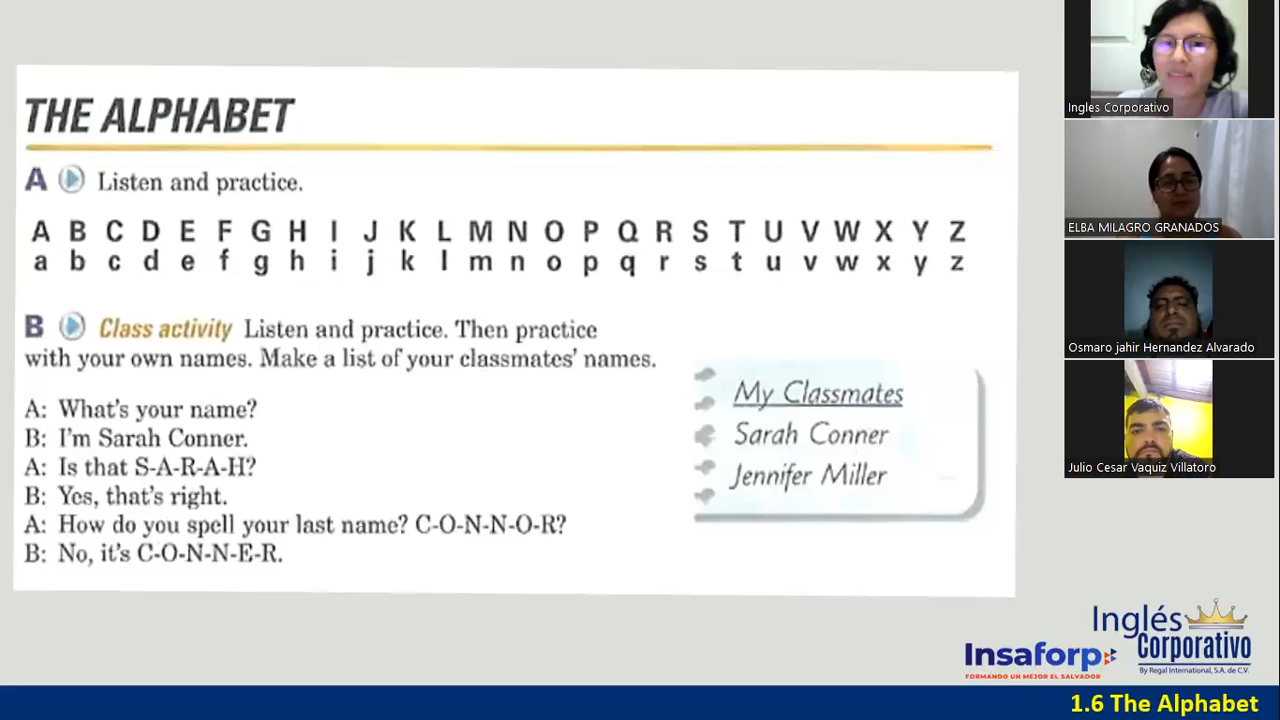 THE ALPHABET
A Listen and practice.
A B C D E F G H I J K L M N O P Q R S T U V W X Y Z
a b c d e f g h i j k l m n o p q r s t u v w x y z
B Class activity Listen and practice. Then practice
with your own names. Make a list of your classmates' names.
A: What's your name?
B: I'm Sarah Conner.
A: Is that S-A-R-A-H?
B: Yes, that's right.
A: How do you spell your last name? C-O-N-N-O-R?
B: No, it's C-O-N-N-E-R.
My Classmates
Sarah Conner
Jennifer Miller
Ingles Corporativo
ELBA MILAGRO GRANADOS
Osmaro jahir Hernandez Alvarado
Julio Cesar Vaquiz Villatoro
Insaforp
FORMANDO UN MEJOR EL SALVADOR
Inglés
Corporativo
By Regal International, S.A. de C.V.
1.6 The Alphabet